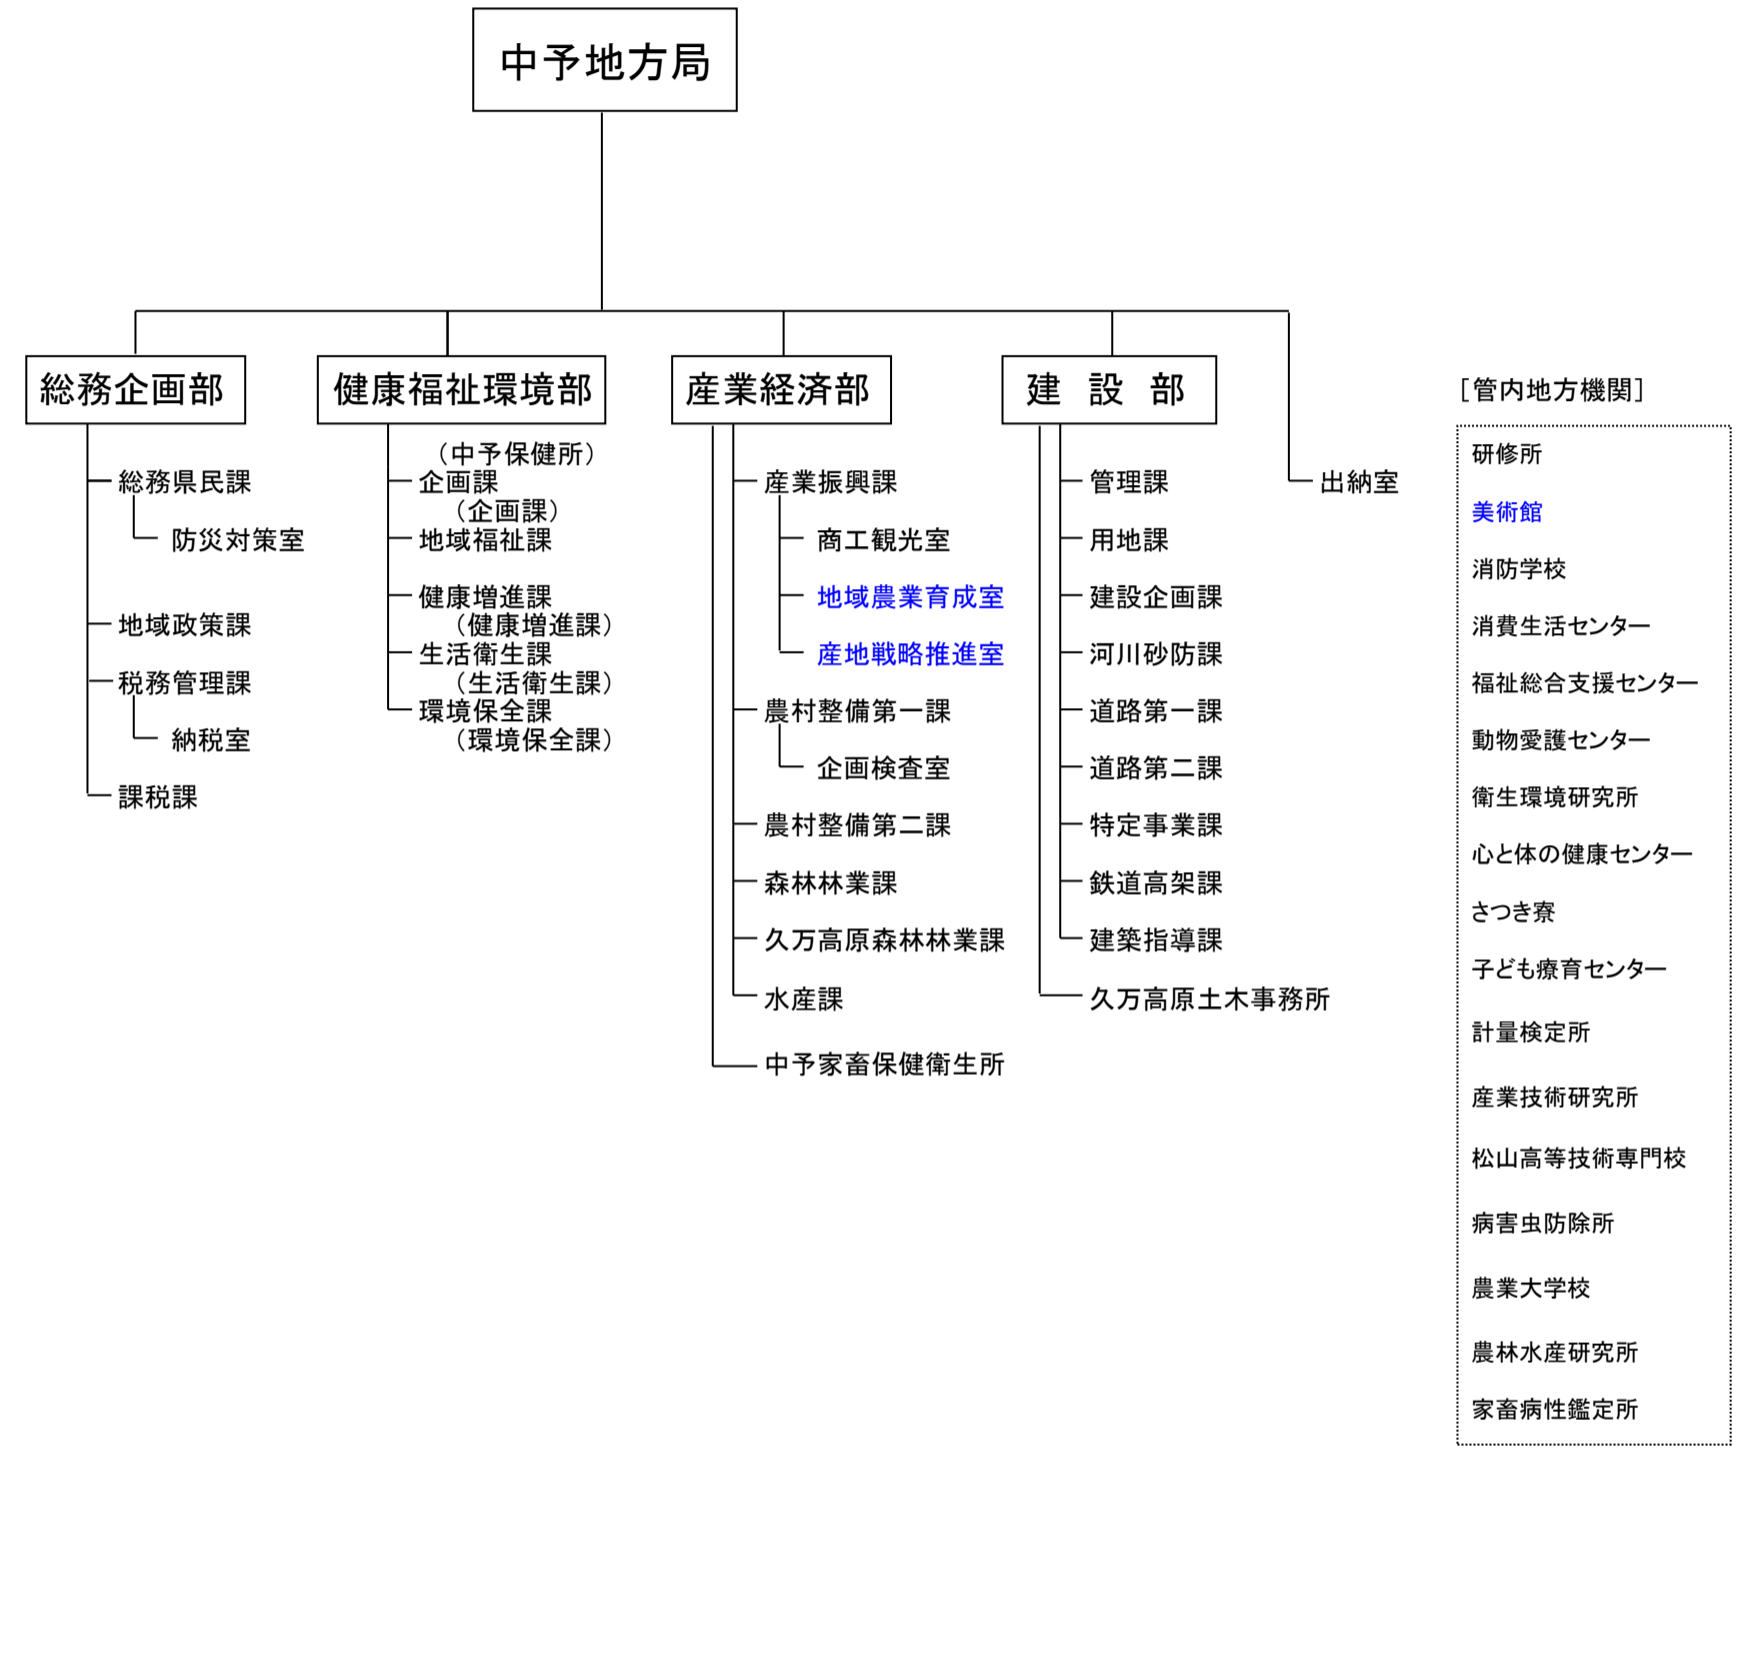 中予地方局
総務企画部
総務県民課
防災対策室
地域政策課
税務管理課
納税室
課税課
健康福祉環境部
（中予保健所）
企画課
（企画課）
地域福祉課
健康増進課
（健康増進課）
生活衛生課
（生活衛生課）
環境保全課
（環境保全課）
産業経済部
産業振興課
商工観光室
地域農業育成室
産地戦略推進室
農村整備第一課
企画検査室
農村整備第二課
森林林業課
久万高原森林林業課
水産課
中予家畜保健衛生所
建 設 部
管理課
用地課
建設企画課
河川砂防課
道路第一課
道路第二課
特定事業課
鉄道高架課
建築指導課
久万高原土木事務所
出納室
［管内地方機関］
研修所
美術館
消防学校
消費生活センター
福祉総合支援センター
動物愛護センター
衛生環境研究所
心と体の健康センター
さつき寮
子ども療育センター
計量検定所
産業技術研究所
松山高等技術専門校
病害虫防除所
農業大学校
農林水産研究所
家畜病性鑑定所